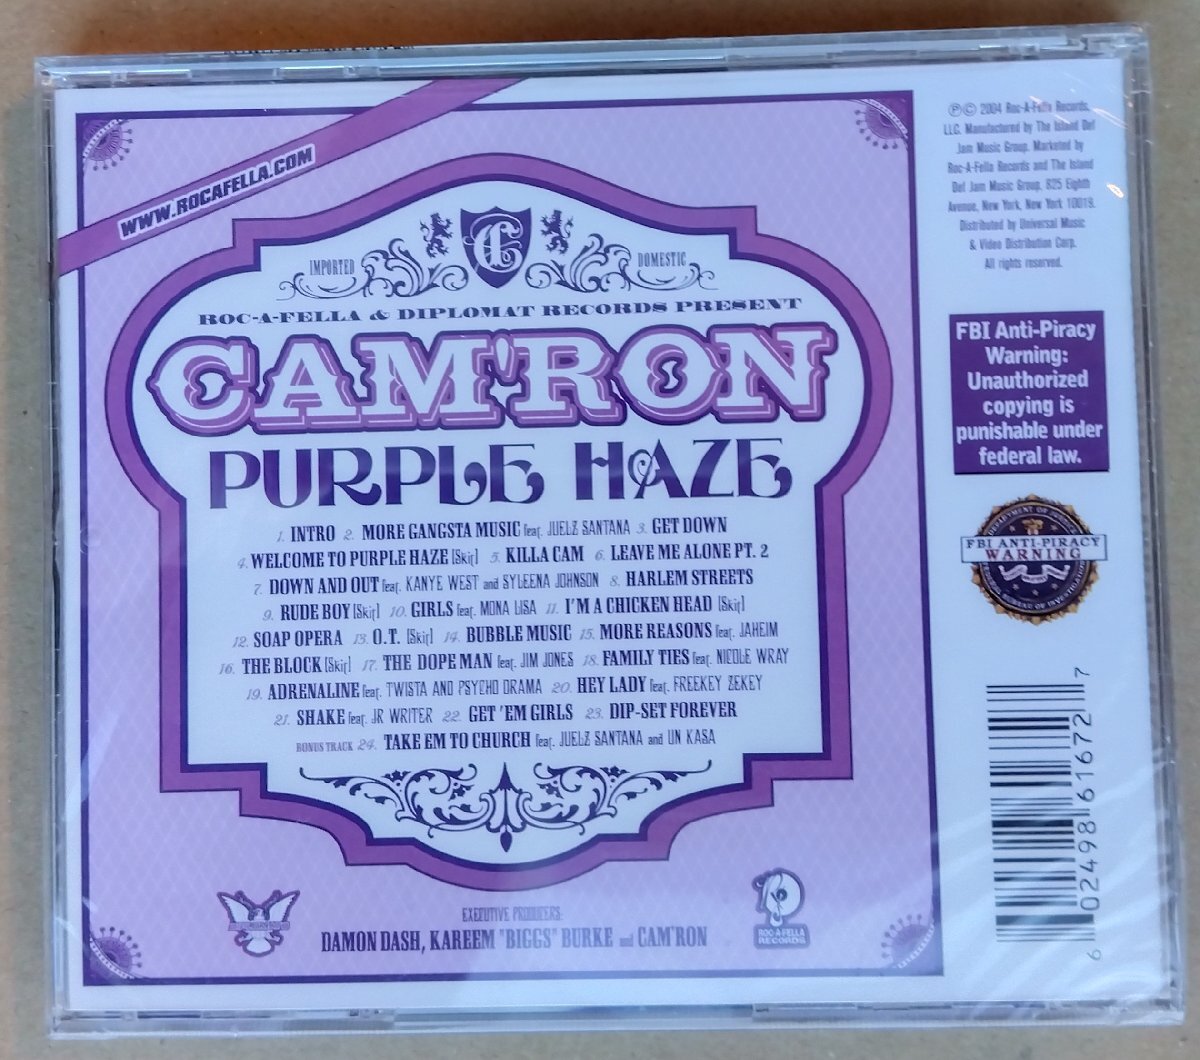 WWW.ROCAFELLA.COM
IMPORTED DOMESTIC
C
ROC-A-FELLA & DIPLOMAT RECORDS PRESENT
CAM'RON
PURPLE HAZE
1. INTRO 2. MORE GANGSTA MUSIC feat. JUELZ SANTANA 3. GET DOWN
4. WELCOME TO PURPLE HAZE [Skit] 5. KILLA CAM 6. LEAVE ME ALONE PT. 2
7. DOWN AND OUT feat. KANYE WEST and SYLEENA JOHNSON 8. HARLEM STREETS
9. RUDE BOY [Skit] 10. GIRLS feat. MONA LISA 11. I'M A CHICKEN HEAD [Skit]
12. SOAP OPERA 13. O.T. [Skit] 14. BUBBLE MUSIC 15. MORE REASONS feat. JAHEIM
16. THE BLOCK [Skit] 17. THE DOPE MAN feat. JIM JONES 18. FAMILY TIES feat. NICOLE WRAY
19. ADRENALINE feat. TWISTA AND PSYCHO DRAMA 20. HEY LADY feat. FREEKEY ZEKEY
21. SHAKE feat. JR WRITER 22. GET 'EM GIRLS 23. DIP-SET FOREVER
BONUS TRACK 24. TAKE EM TO CHURCH feat. JUELZ SANTANA and UN KASA
EXECUTIVE PRODUCERS:
DAMON DASH, KAREEM "BIGGS" BURKE and CAM'RON
ROC-A-FELLA
RECORDS
℗© 2004 Roc-A-Fella Records,
LLC. Manufactured by The Island Def
Jam Music Group. Marketed by
Roc-A-Fella Records and The Island
Def Jam Music Group, 825 Eighth
Avenue, New York, New York 10019.
Distributed by Universal Music
& Video Distribution Corp.
All rights reserved.
FBI Anti-Piracy
Warning:
Unauthorized
copying is
punishable under
federal law.
DEPARTMENT OF JUSTICE
FBI ANTI-PIRACY
WARNING
FEDERAL BUREAU OF INVESTIGATION
6 02498 61672 7